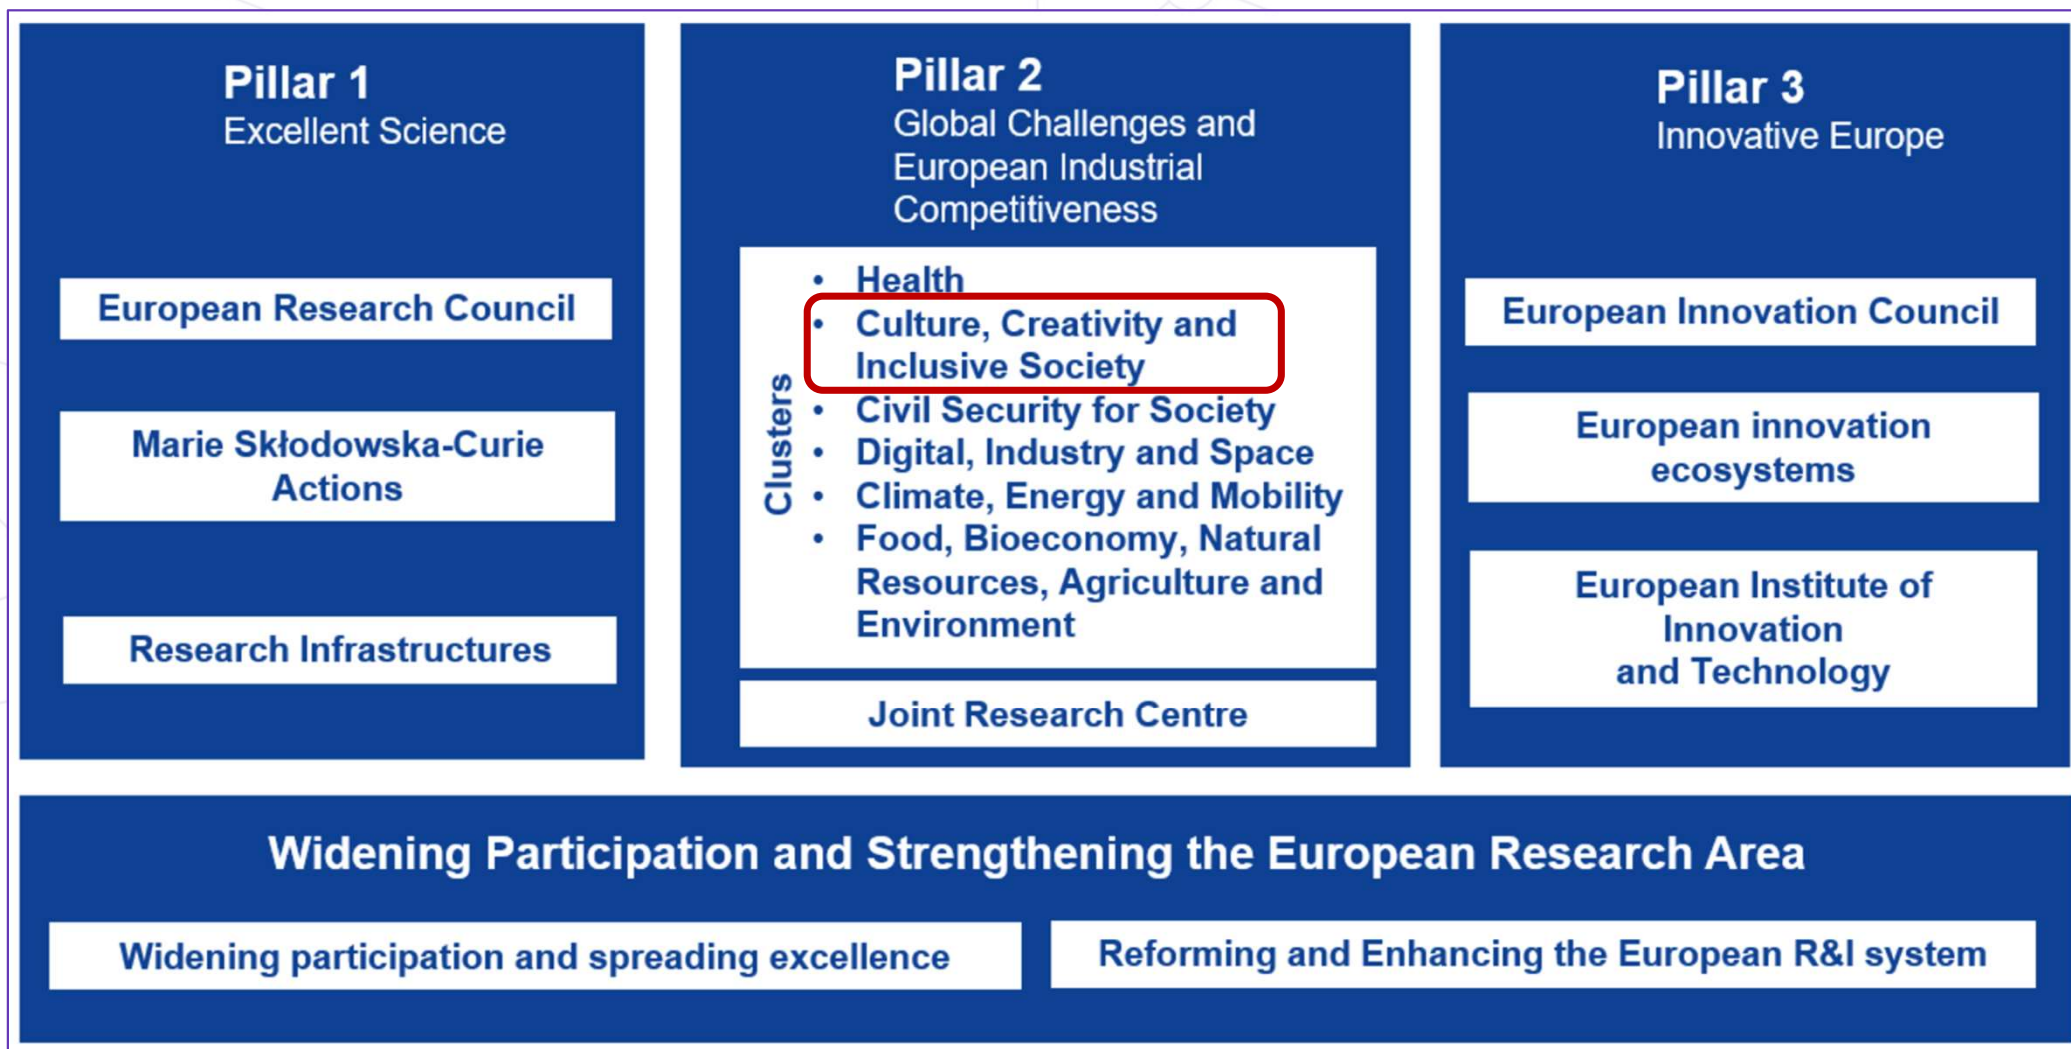 Pillar 1
Excellent Science
European Research Council
Marie Skłodowska-Curie
Actions
Research Infrastructures
Pillar 2
Global Challenges and
European Industrial
Competitiveness
Clusters
• Health
• Culture, Creativity and
Inclusive Society
• Civil Security for Society
• Digital, Industry and Space
• Climate, Energy and Mobility
• Food, Bioeconomy, Natural
Resources, Agriculture and
Environment
Joint Research Centre
Pillar 3
Innovative Europe
European Innovation Council
European innovation
ecosystems
European Institute of
Innovation
and Technology
Widening Participation and Strengthening the European Research Area
Widening participation and spreading excellence
Reforming and Enhancing the European R&I system